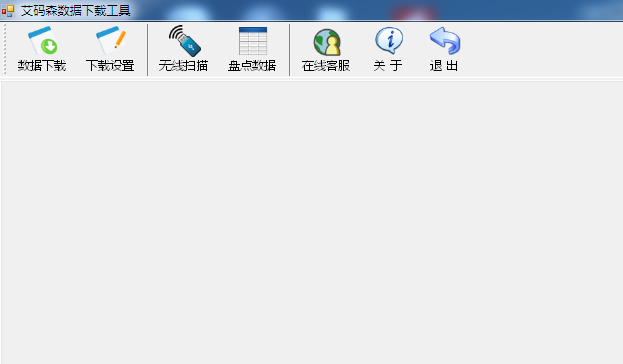 艾码森数据下载工具
数据下载 下载设置 无线扫描 盘点数据 在线客服 关 于 退 出